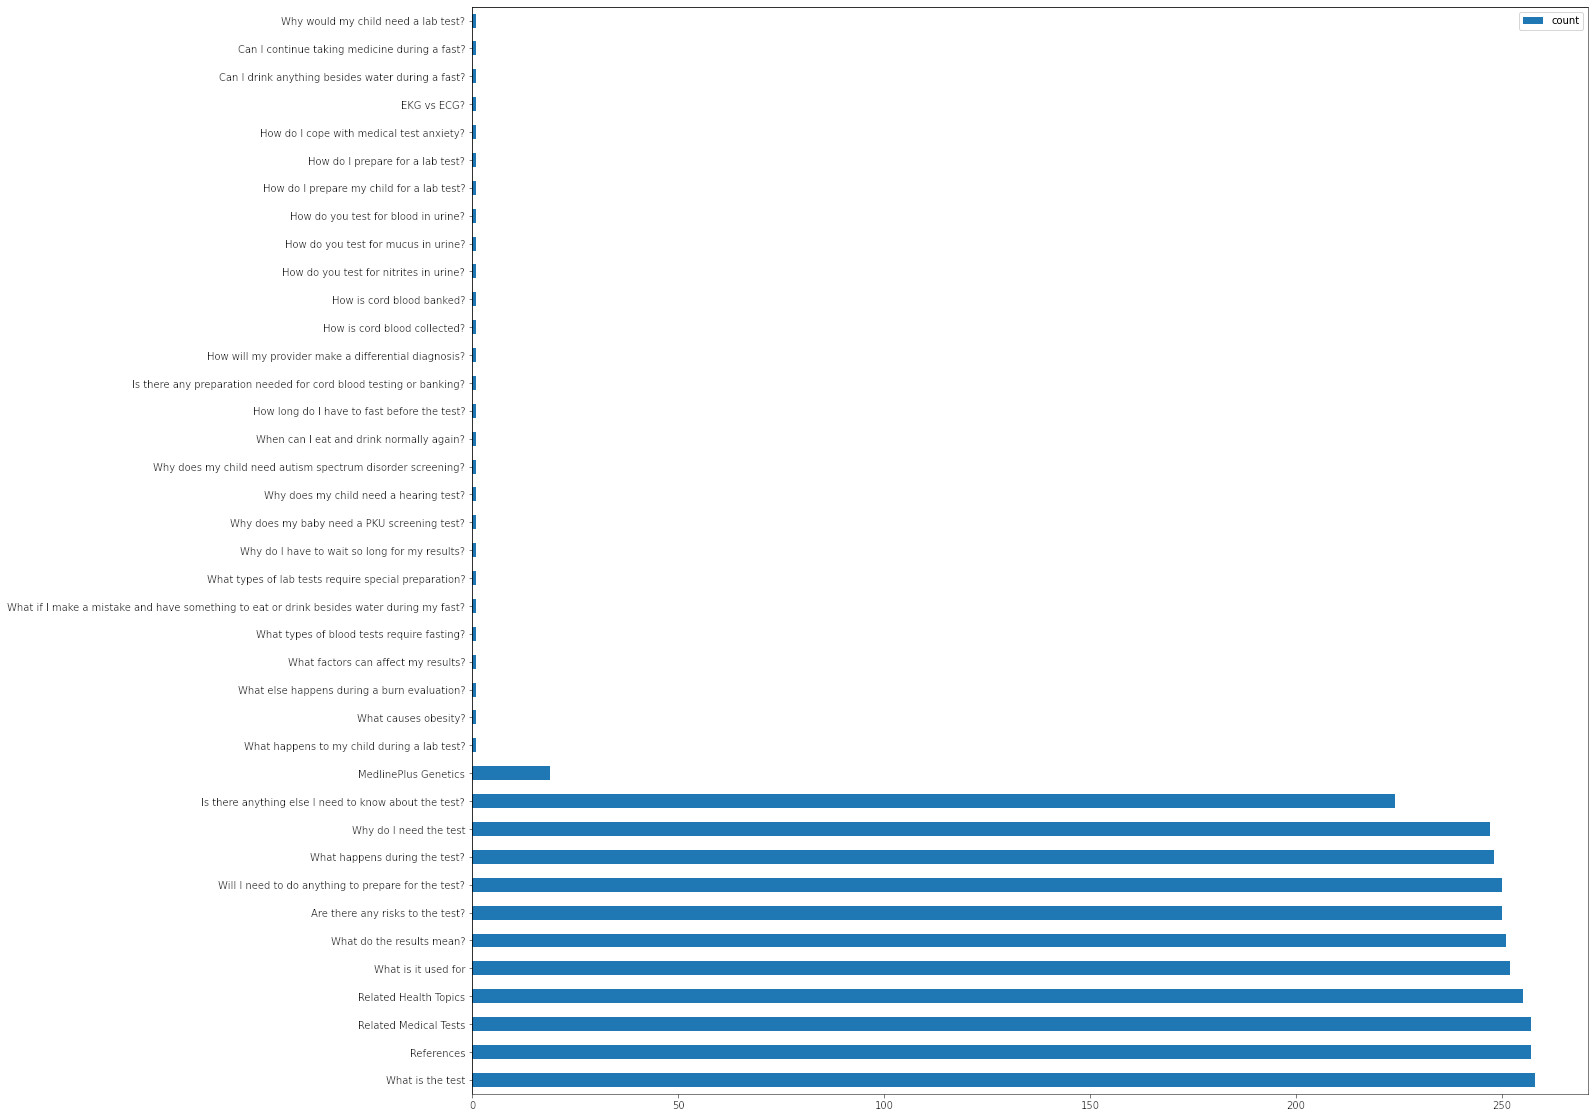 count
Why would my child need a lab test?
Can I continue taking medicine during a fast?
Can I drink anything besides water during a fast?
EKG vs ECG?
How do I cope with medical test anxiety?
How do I prepare for a lab test?
How do I prepare my child for a lab test?
How do you test for blood in urine?
How do you test for mucus in urine?
How do you test for nitrites in urine?
How is cord blood banked?
How is cord blood collected?
How will my provider make a differential diagnosis?
Is there any preparation needed for cord blood testing or banking?
How long do I have to fast before the test?
When can I eat and drink normally again?
Why does my child need autism spectrum disorder screening?
Why does my child need a hearing test?
Why does my baby need a PKU screening test?
Why do I have to wait so long for my results?
What types of lab tests require special preparation?
What if I make a mistake and have something to eat or drink besides water during my fast?
What types of blood tests require fasting?
What factors can affect my results?
What else happens during a burn evaluation?
What causes obesity?
What happens to my child during a lab test?
MedlinePlus Genetics
Is there anything else I need to know about the test?
Why do I need the test
What happens during the test?
Will I need to do anything to prepare for the test?
Are there any risks to the test?
What do the results mean?
What is it used for
Related Health Topics
Related Medical Tests
References
What is the test
0 50 100 150 200 250